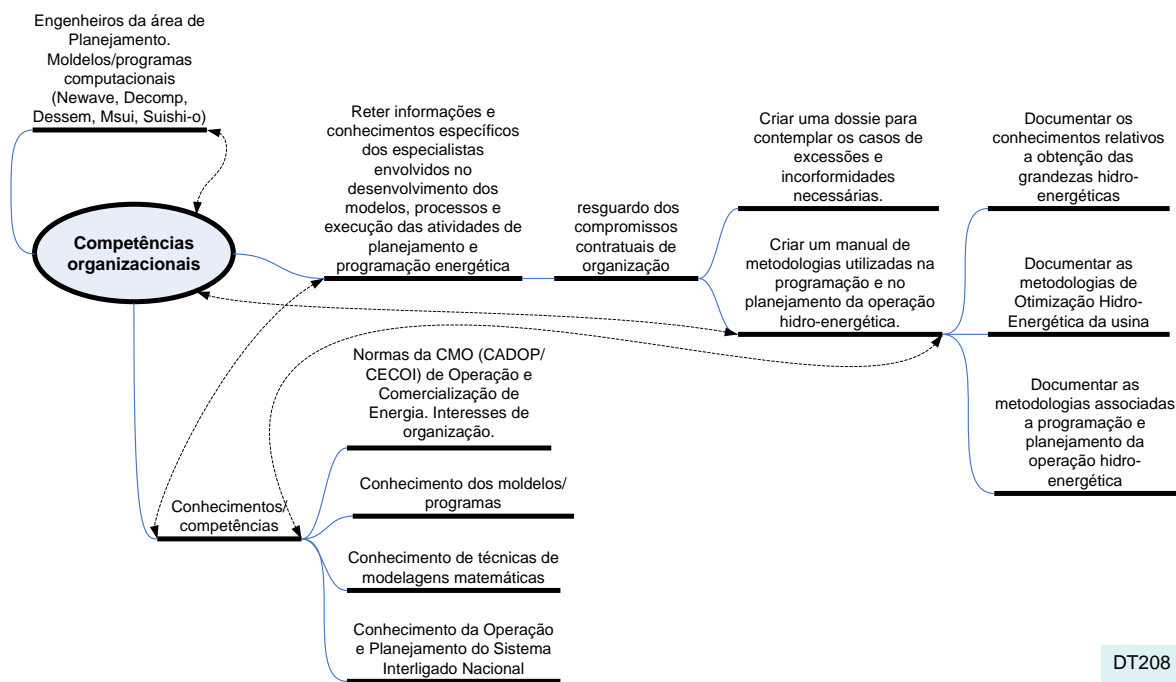 Engenheiros da área de
Planejamento.
Moldelos/programas
computacionais
(Newave, Decomp,
Dessem, Msui, Suishi-o)
Competências
organizacionais
Reter informações e
conhecimentos específicos
dos especialistas
envolvidos no
desenvolvimento dos
modelos, processos e
execução das atividades de
planejamento e
programação energética
resguardo dos
compromissos
contratuais de
organização
Criar uma dossie para
contemplar os casos de
excessões e
incorformidades
necessárias.
Criar um manual de
metodologias utilizadas na
programação e no
planejamento da operação
hidro-energética.
Documentar os
conhecimentos relativos
a obtenção das
grandezas hidro-
energéticas
Documentar as
metodologias de
Otimização Hidro-
Energética da usina
Documentar as
metodologias associadas
a programação e
planejamento da
operação hidro-
energética
Conhecimentos/
competências
Normas da CMO (CADOP/
CECOI) de Operação e
Comercialização de
Energia. Interesses de
organização.
Conhecimento dos moldelos/
programas
Conhecimento de técnicas de
modelagens matemáticas
Conhecimento da Operação
e Planejamento do Sistema
Interligado Nacional
DT208